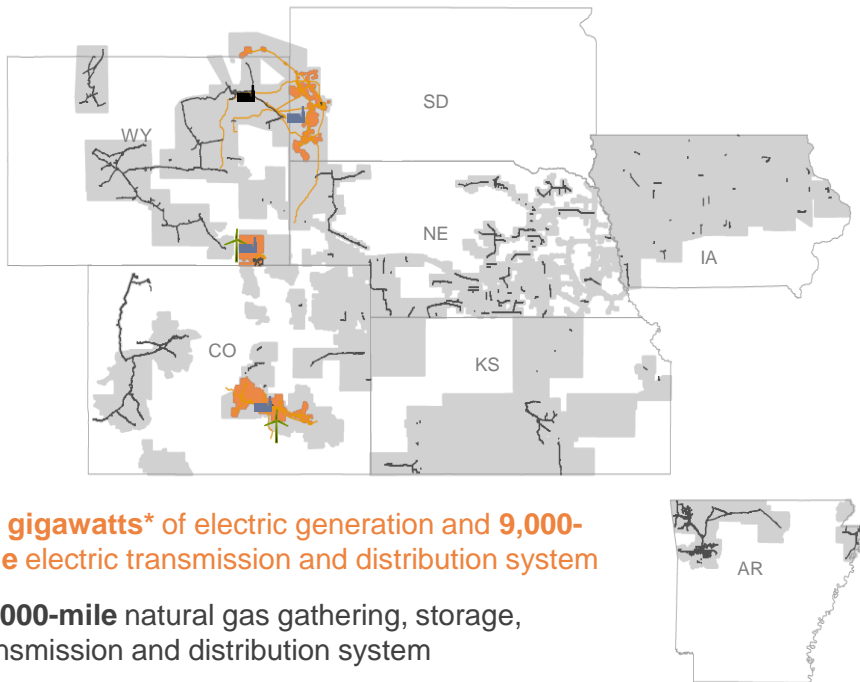 SD
WY
NE
IA
CO
KS
gigawatts* of electric generation and 9,000-
electric transmission and distribution system
AR
000-mile natural gas gathering, storage,
transmission and distribution system